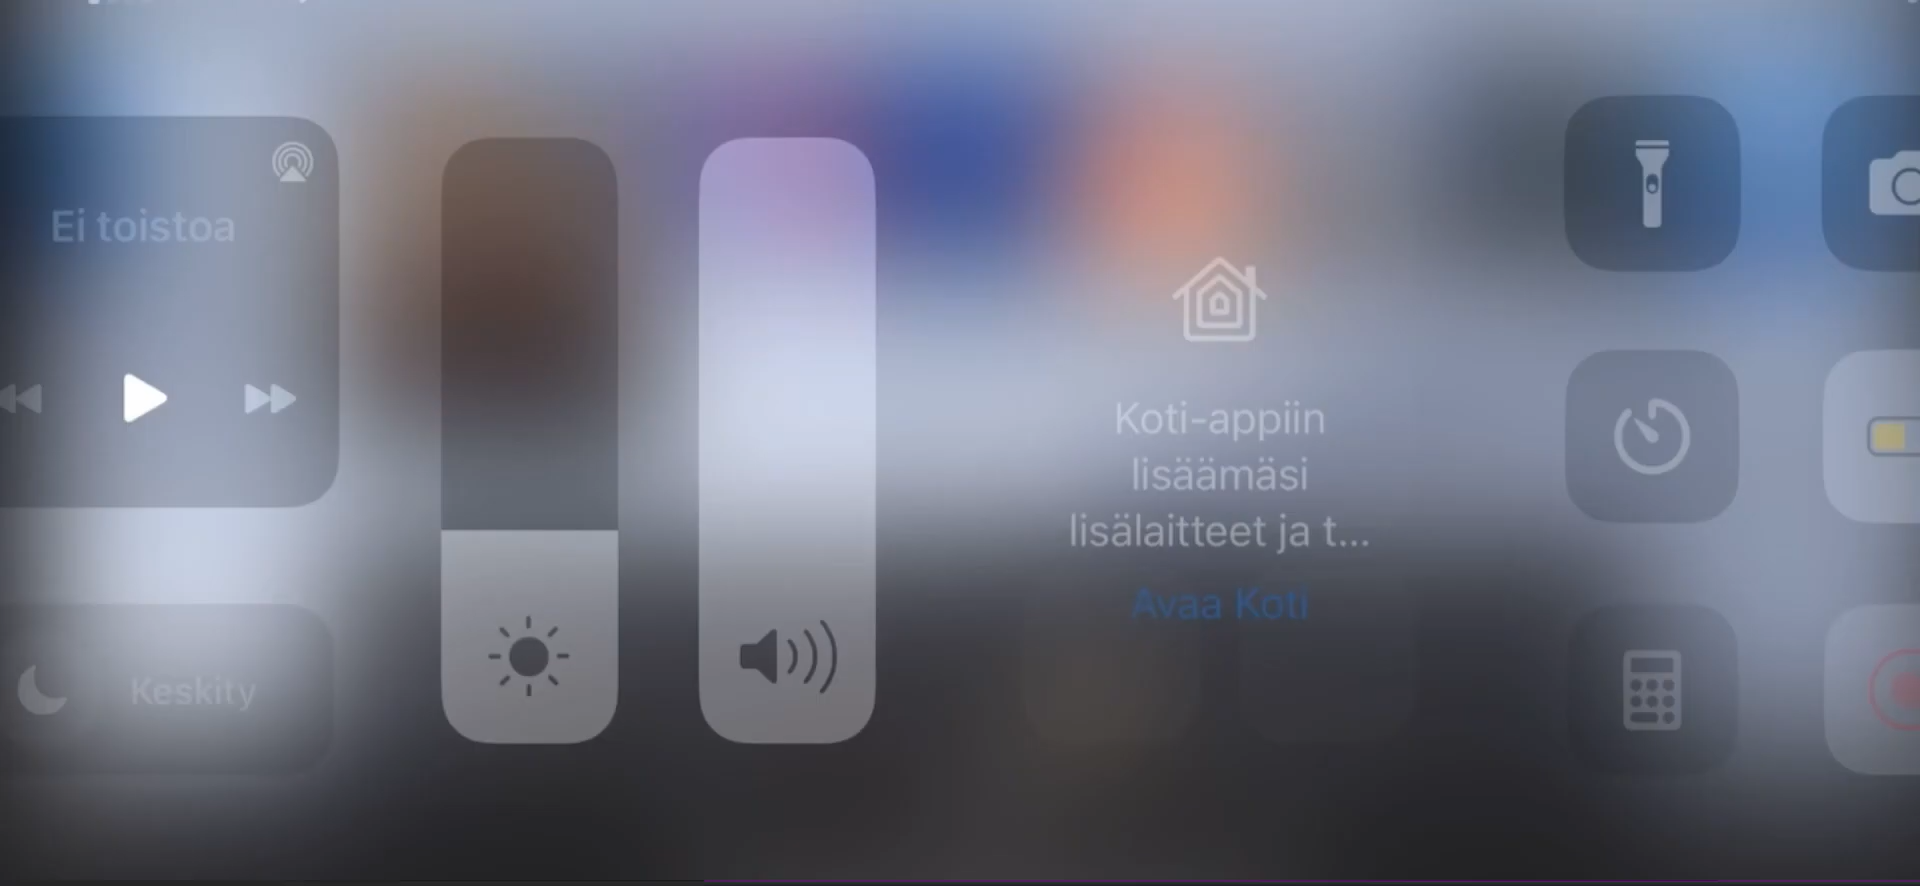 Ei toistoa
Keskity
Koti-appiin
lisäämäsi
lisälaitteet ja t...
Avaa Koti